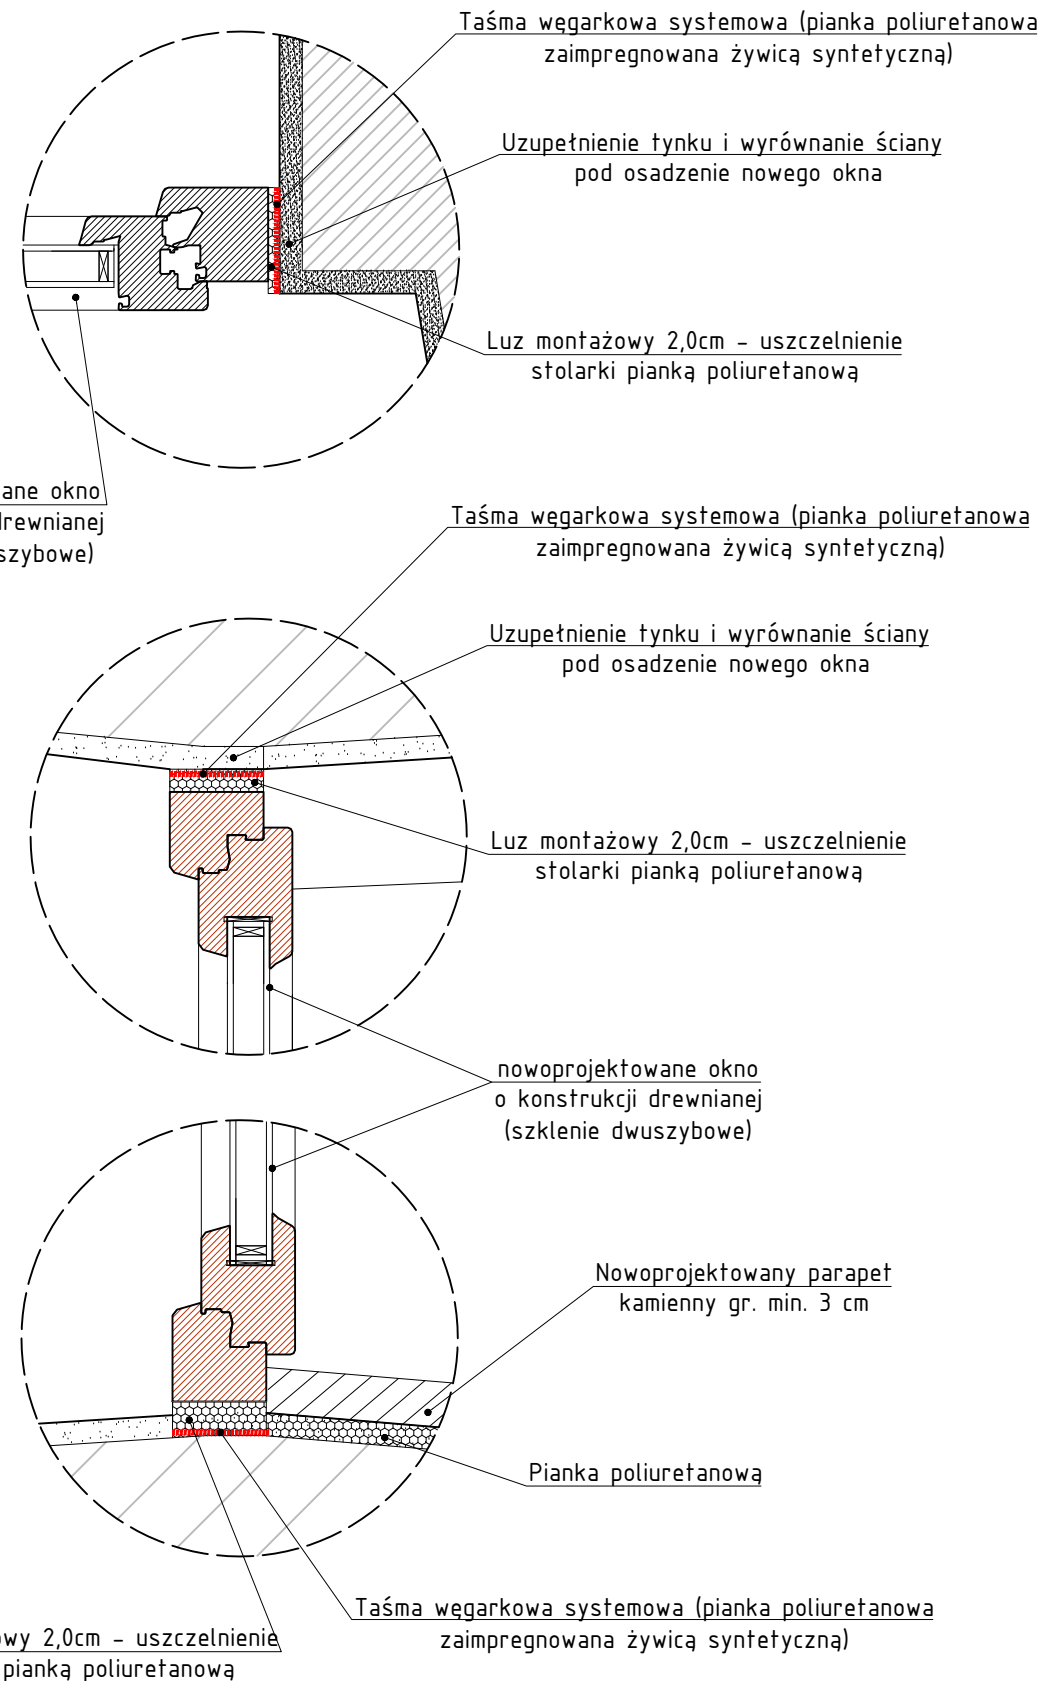 Taśma węgarkowa systemowa (pianka poliuretanowa
zaimpregnowana żywicą syntetyczną)
Uzupełnienie tynku i wyrównanie ściany
pod osadzenie nowego okna
Luz montażowy 2,0cm – uszczelnienie
stolarki pianką poliuretanową
ane okno
drewnianej
szybowe)
Taśma węgarkowa systemowa (pianka poliuretanowa
zaimpregnowana żywicą syntetyczną)
Uzupełnienie tynku i wyrównanie ściany
pod osadzenie nowego okna
Luz montażowy 2,0cm – uszczelnienie
stolarki pianką poliuretanową
nowoprojektowane okno
o konstrukcji drewnianej
(szklenie dwuszybowe)
Nowoprojektowany parapet
kamienny gr. min. 3 cm
Pianka poliuretanową
Taśma węgarkowa systemowa (pianka poliuretanowa
zaimpregnowana żywicą syntetyczną)
owy 2,0cm – uszczelnienie
pianką poliuretanową